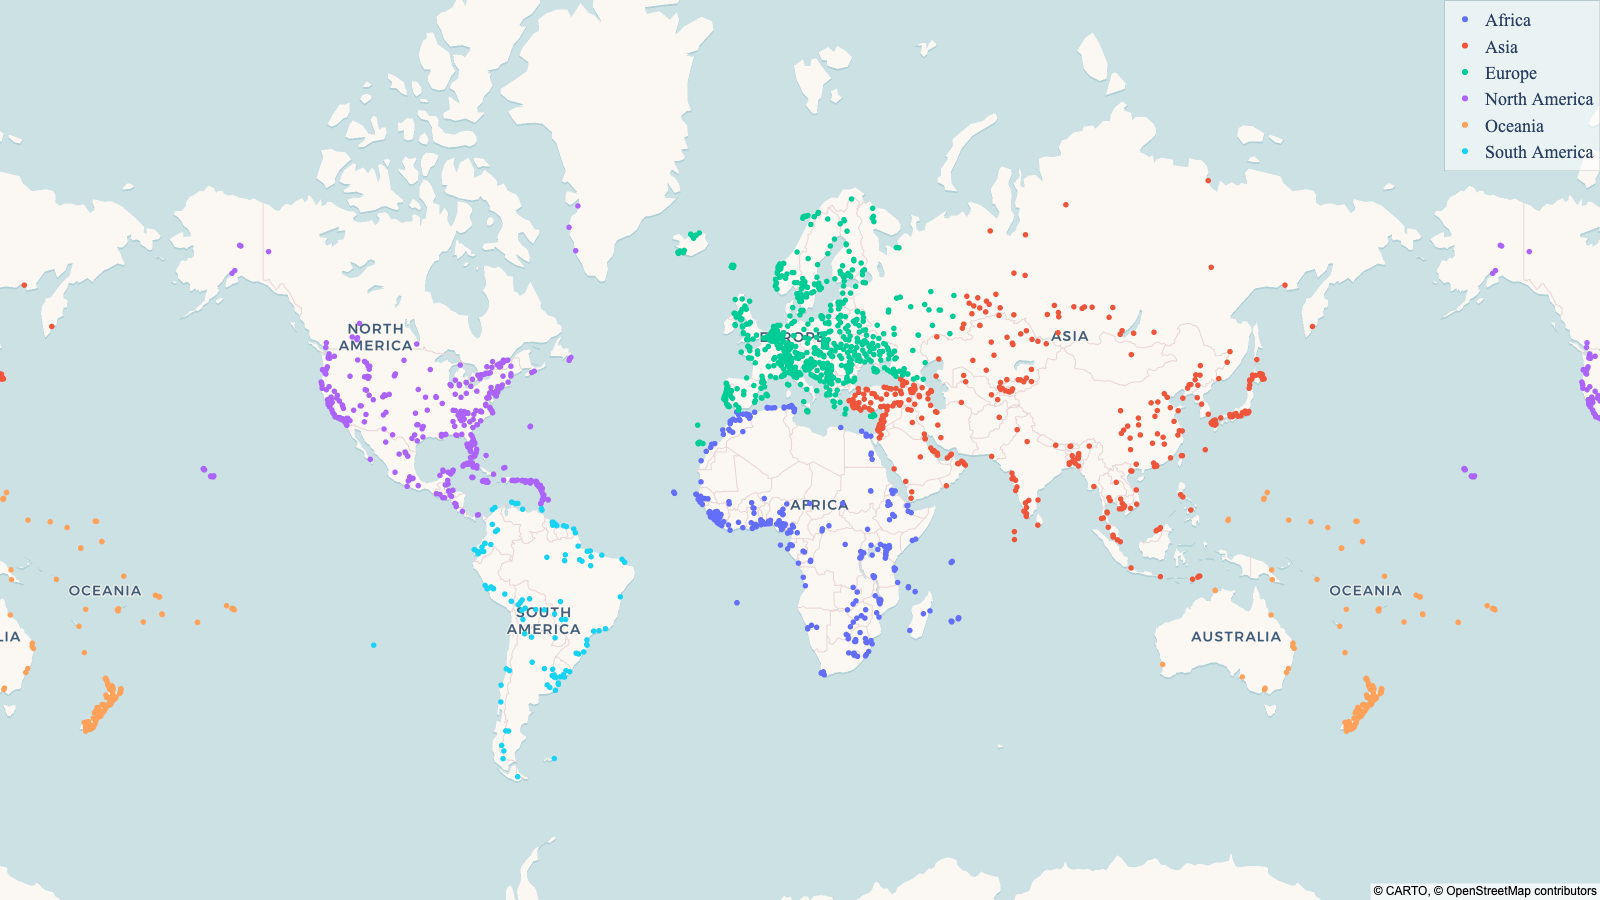 Africa
Asia
Europe
North America
Oceania
South America
NORTH
AMERICA
EUROPE
ASIA
AFRICA
OCEANIA
OCEANIA
SOUTH
AMERICA
LIA
AUSTRALIA
© CARTO, © OpenStreetMap contributors